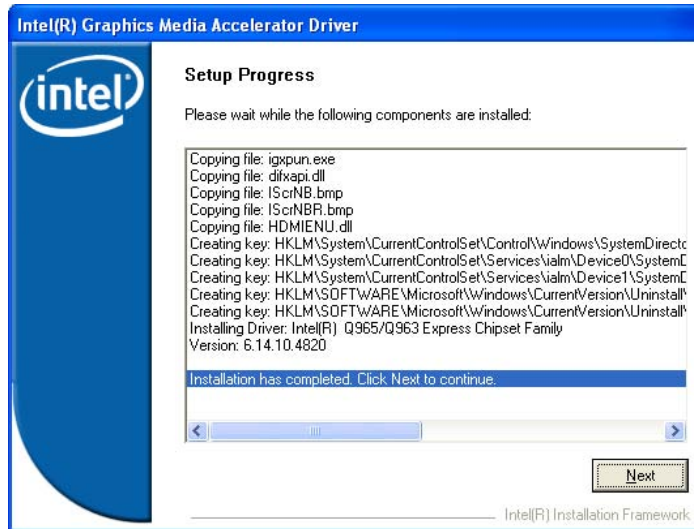 Intel(R) Graphics Media Accelerator Driver
intel
Setup Progress
Please wait while the following components are installed:
Copying file: igxpun.exe
Copying file: difxapi.dll
Copying file: IScrNB.bmp
Copying file: IScrNBR.bmp
Copying file: HDMIENU.dll
Creating key: HKLM\System\CurrentControlSet\Control\Windows\SystemDirecto
Creating key: HKLM\System\CurrentControlSet\Services\ialm\Device0\SystemD
Creating key: HKLM\System\CurrentControlSet\Services\ialm\Device1\SystemD
Creating key: HKLM\SOFTWARE\Microsoft\Windows\CurrentVersion\Uninstall\
Creating key: HKLM\SOFTWARE\Microsoft\Windows\CurrentVersion\Uninstall\
Installing Driver: Intel(R) Q965/Q963 Express Chipset Family
Version: 6.14.10.4820
Installation has completed. Click Next to continue.
Next
Intel(R) Installation Framework